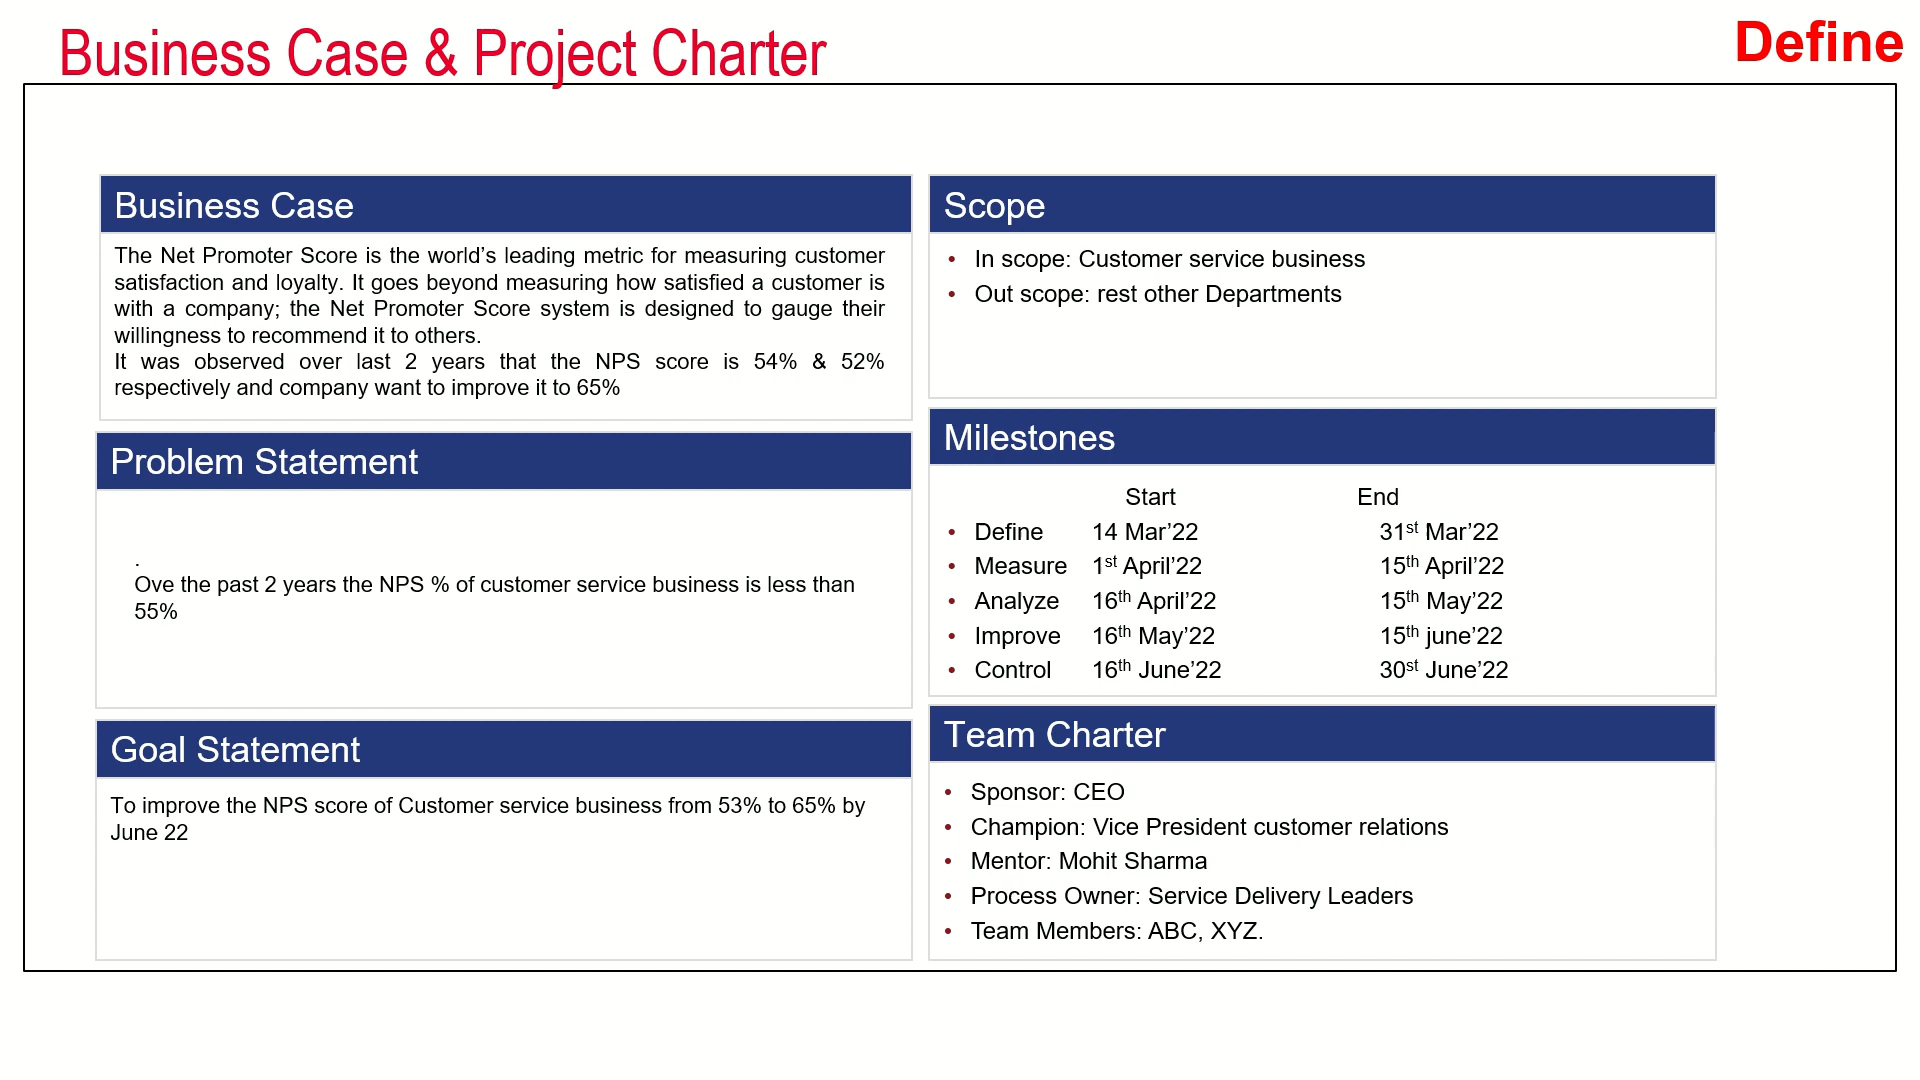 Business Case & Project Charter
Define
Business Case
The Net Promoter Score is the world’s leading metric for measuring customer
satisfaction and loyalty. It goes beyond measuring how satisfied a customer is
with a company; the Net Promoter Score system is designed to gauge their
willingness to recommend it to others.
It was observed over last 2 years that the NPS score is 54% & 52%
respectively and company want to improve it to 65%
Problem Statement
.
Ove the past 2 years the NPS % of customer service business is less than
55%
Goal Statement
To improve the NPS score of Customer service business from 53% to 65% by
June 22
Scope
• In scope: Customer service business
• Out scope: rest other Departments
Milestones
Start End
• Define 14 Mar’22 31st Mar’22
• Measure 1st April’22 15th April’22
• Analyze 16th April’22 15th May’22
• Improve 16th May’22 15th june’22
• Control 16th June’22 30st June’22
Team Charter
• Sponsor: CEO
• Champion: Vice President customer relations
• Mentor: Mohit Sharma
• Process Owner: Service Delivery Leaders
• Team Members: ABC, XYZ.